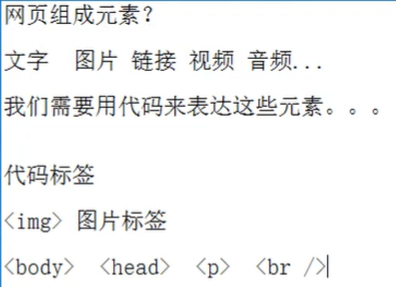 网页组成元素？
文字 图片 链接 视频 音频...
我们需要用代码来表达这些元素。。。
代码标签
<img> 图片标签
<body> <head> <p> <br />